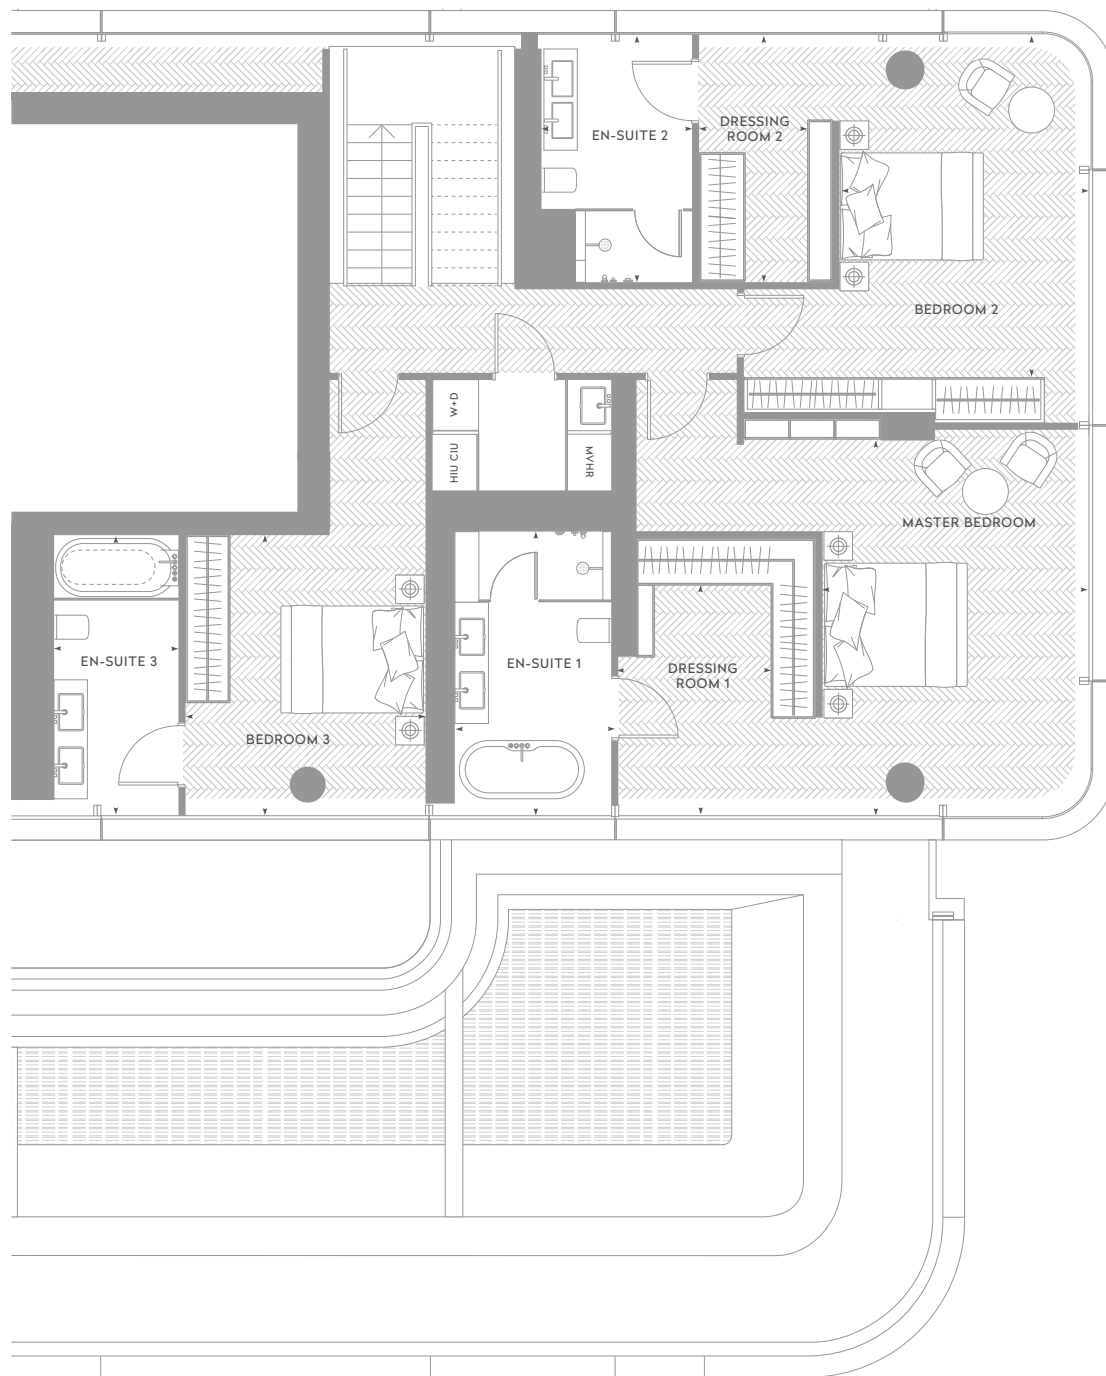 EN-SUITE 2
DRESSING
ROOM 2
BEDROOM 2
W+D
HIU CIU
MVHR
MASTER BEDROOM
EN-SUITE 3
BEDROOM 3
EN-SUITE 1
DRESSING
ROOM 1